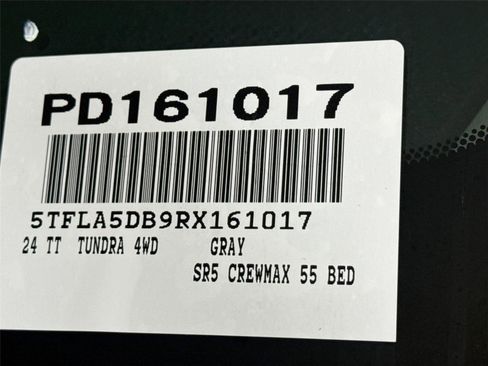 PD161017
5TFLA5DB9RX161017
24 TT TUNDRA 4WD GRAY
SR5 CREWMAX 55 BED